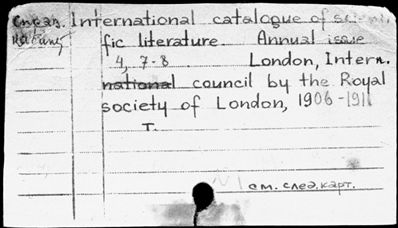 International catalogue of scienti
fic literature. Annual issue
4, 7-8. London, Intern.
national council by the Royal
society of London, 1906-1911
Т.
см. след. карт.